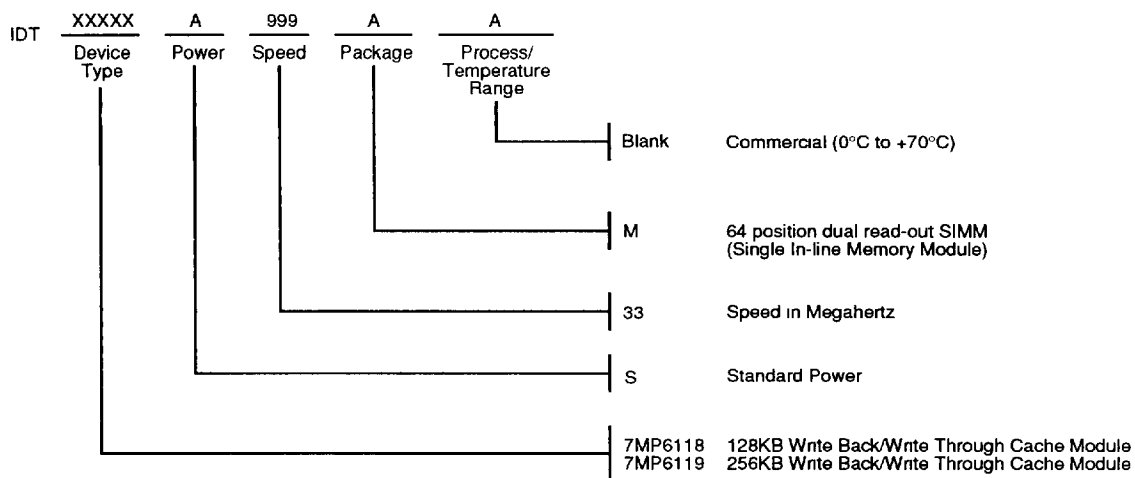 IDT XXXXX A 999 A A
Device Type Power Speed Package Process/ Temperature Range
Blank Commercial (0°C to +70°C)
M 64 position dual read-out SIMM
(Single In-line Memory Module)
33 Speed in Megahertz
S Standard Power
7MP6118 128KB Write Back/Write Through Cache Module
7MP6119 256KB Write Back/Write Through Cache Module